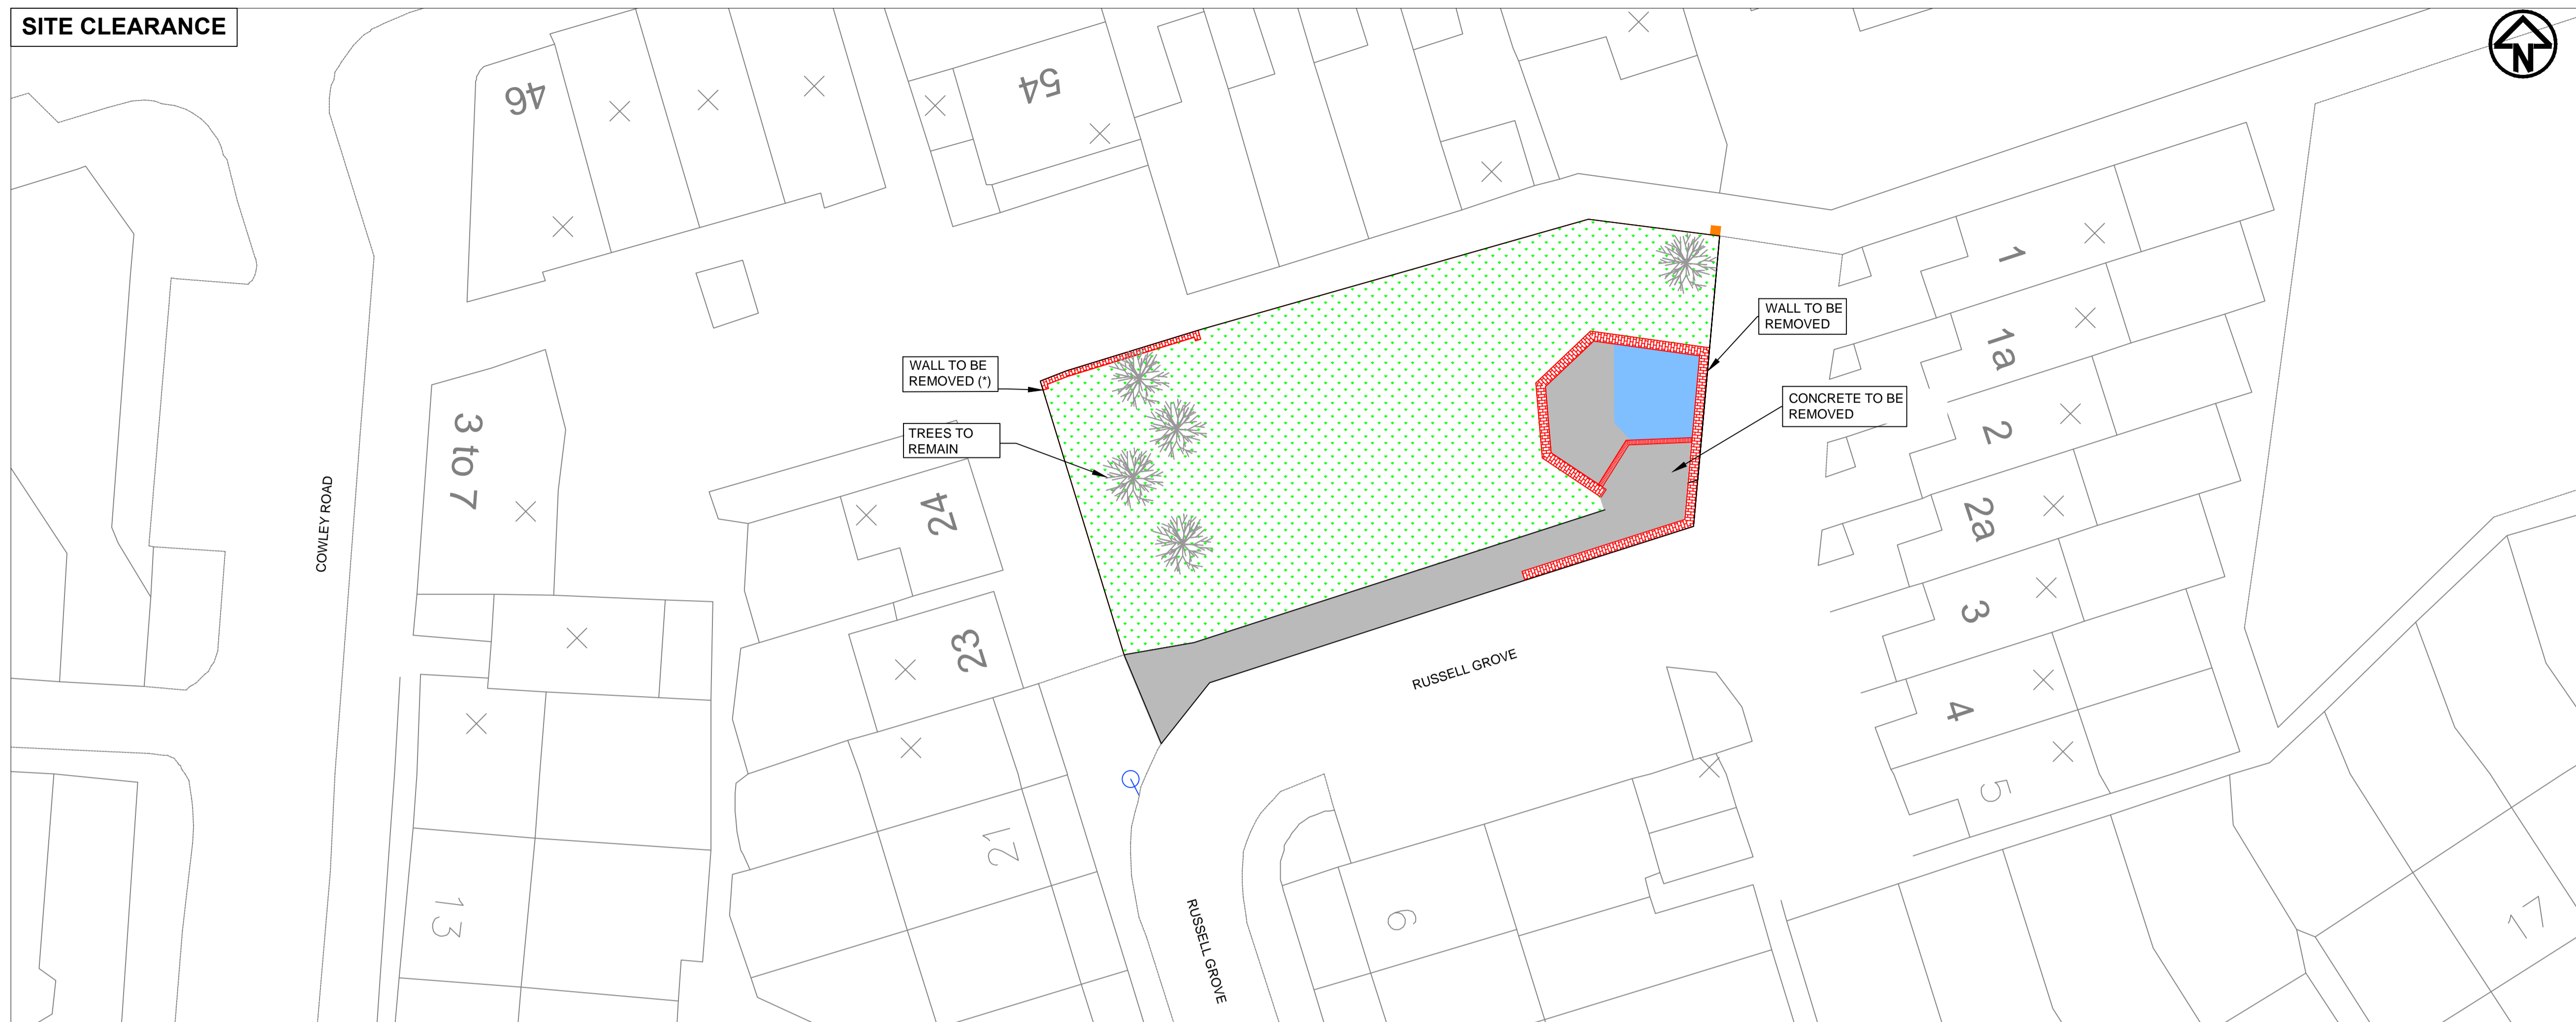 SITE CLEARANCE
N
46
54
WALL TO BE
REMOVED
1
1a
WALL TO BE
REMOVED (*)
CONCRETE TO BE
REMOVED
TREES TO
REMAIN
3 to 7
2
24
2a
COWLEY ROAD
3
23
RUSSELL GROVE
4
5
21
13
9
17
RUSSELL GROVE